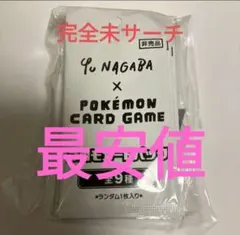 完全未サーチ
非売品
YU NAGABA
×
POKÉMON
CARD GAME
最安値
全9種
*ランダム1枚入り*